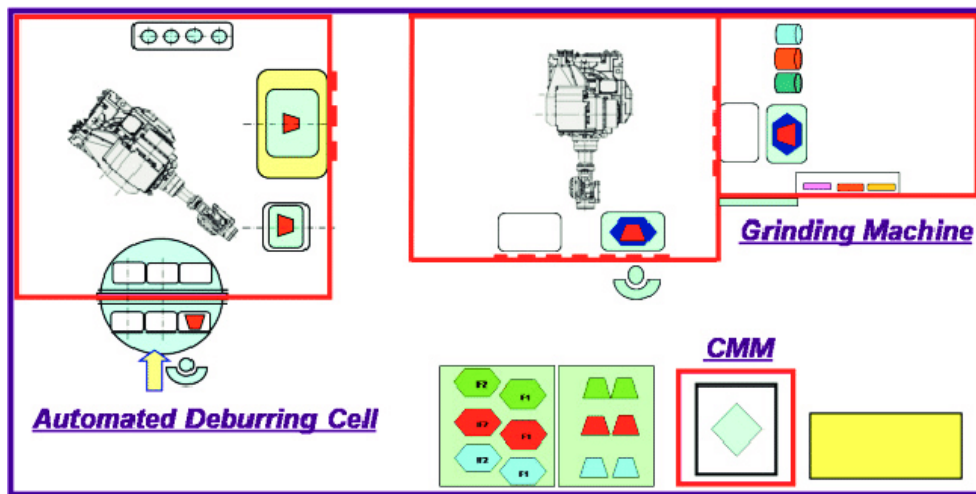 Grinding Machine
CMM
Automated Deburring Cell
F2
F1
F2
F1
F2
F1